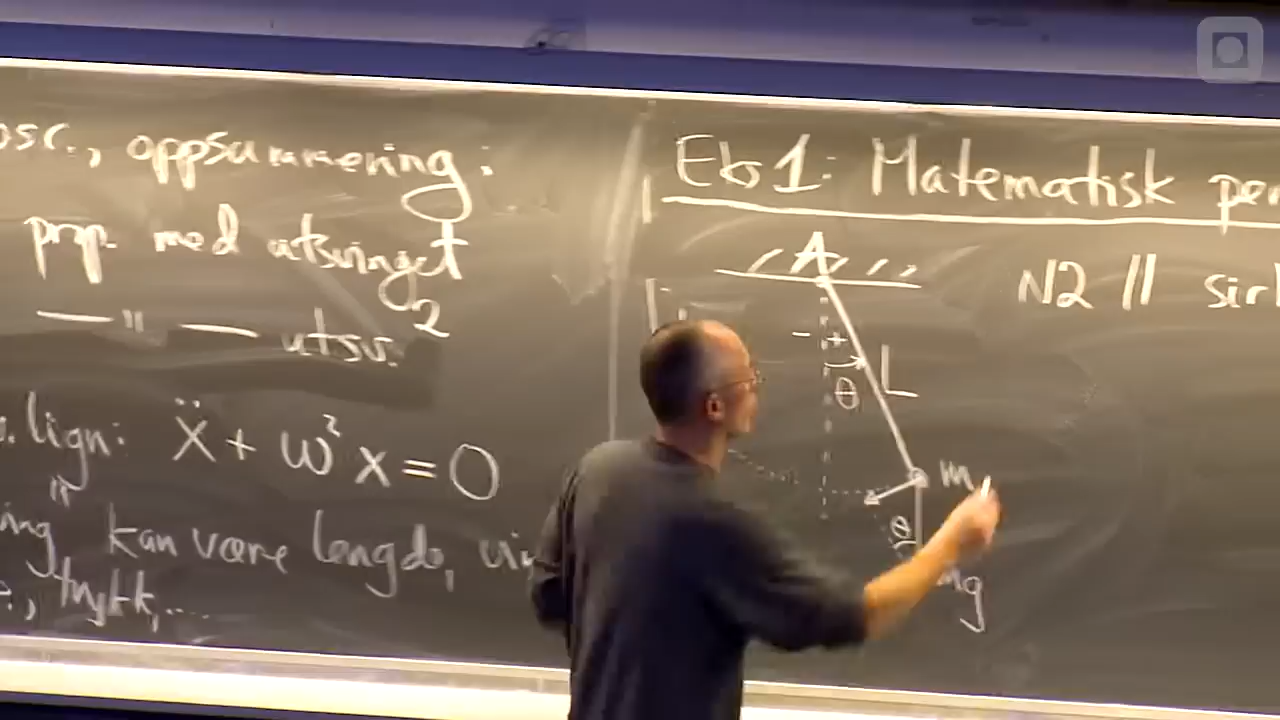 osc., oppsummering:
prop. med utsvinget
— " — utsv.²
lign: ẍ + ω² x = 0
kan være lengde,
trykk,...
Eks 1: Matematisk pen
A
N2 // sirk
- +
θ
L
m
θ
mg